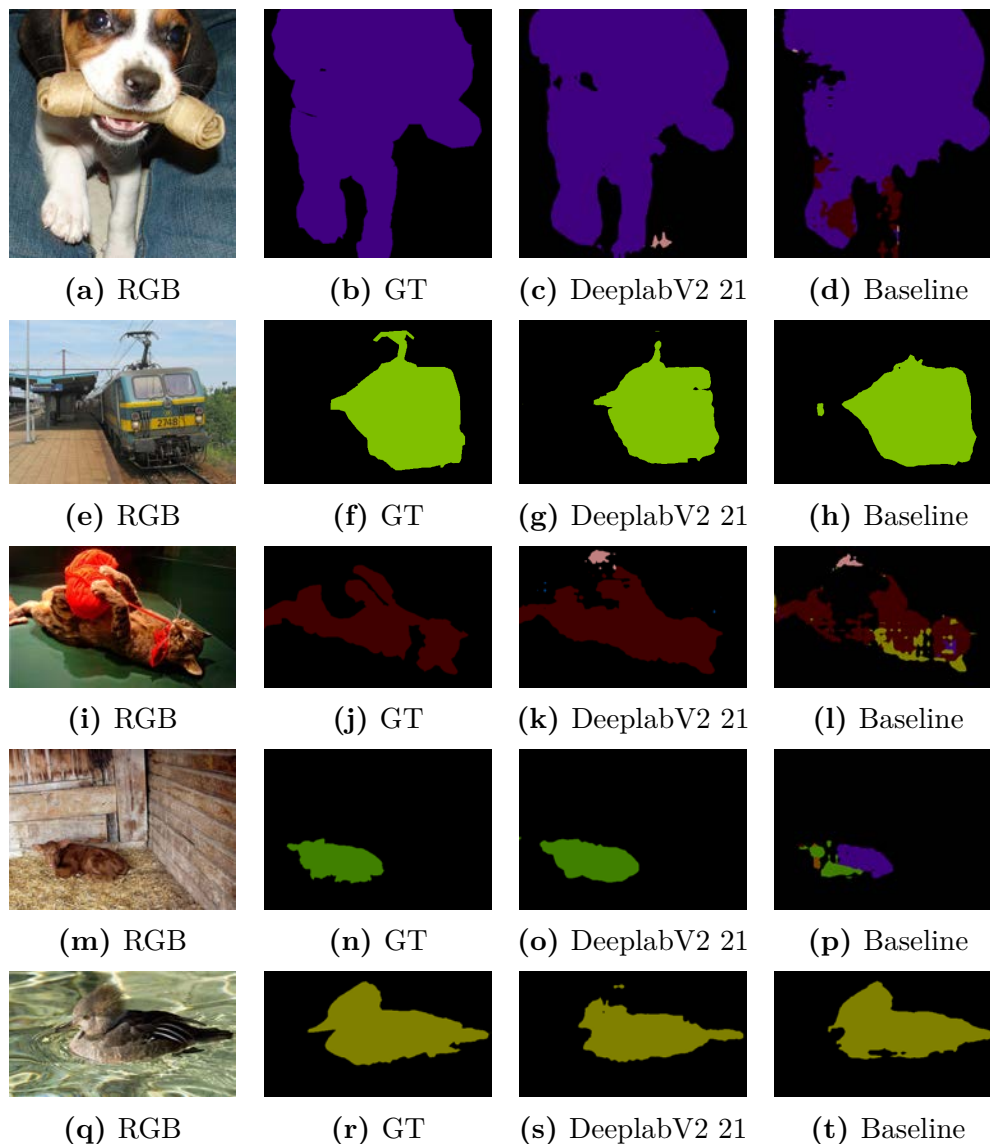 (a) RGB (b) GT (c) DeeplabV2 21 (d) Baseline
2748
(e) RGB (f) GT (g) DeeplabV2 21 (h) Baseline
(i) RGB (j) GT (k) DeeplabV2 21 (l) Baseline
(m) RGB (n) GT (o) DeeplabV2 21 (p) Baseline
(q) RGB (r) GT (s) DeeplabV2 21 (t) Baseline